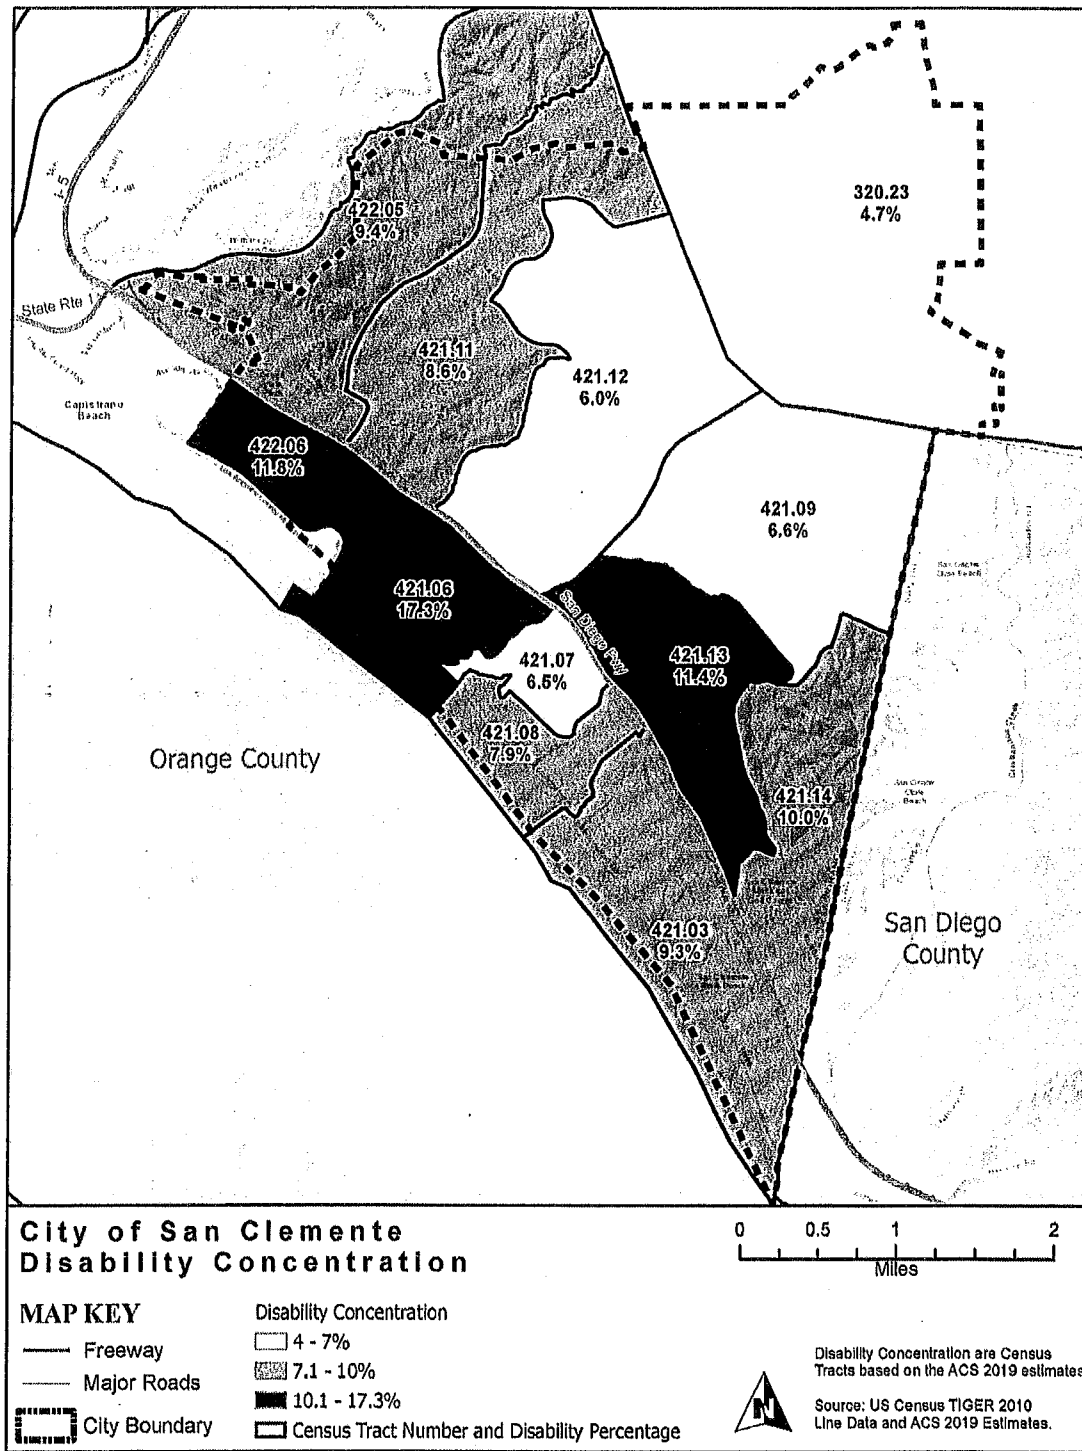 I-5
State Rte 1
Capistrano
Beach
422.05
9.4%
320.23
4.7%
421.11
8.6%
421.12
6.0%
422.06
11.8%
421.09
6.6%
421.06
17.3%
San Diego Fwy
421.07
6.5%
421.13
11.4%
421.08
7.9%
421.14
10.0%
421.03
9.3%
Orange County
San Diego
County
City of San Clemente
Disability Concentration
0 0.5 1 2
Miles
MAP KEY
Freeway
Major Roads
City Boundary
Disability Concentration
4 - 7%
7.1 - 10%
10.1 - 17.3%
Census Tract Number and Disability Percentage
N
Disability Concentration are Census
Tracts based on the ACS 2019 estimates
Source: US Census TIGER 2010
Line Data and ACS 2019 Estimates.